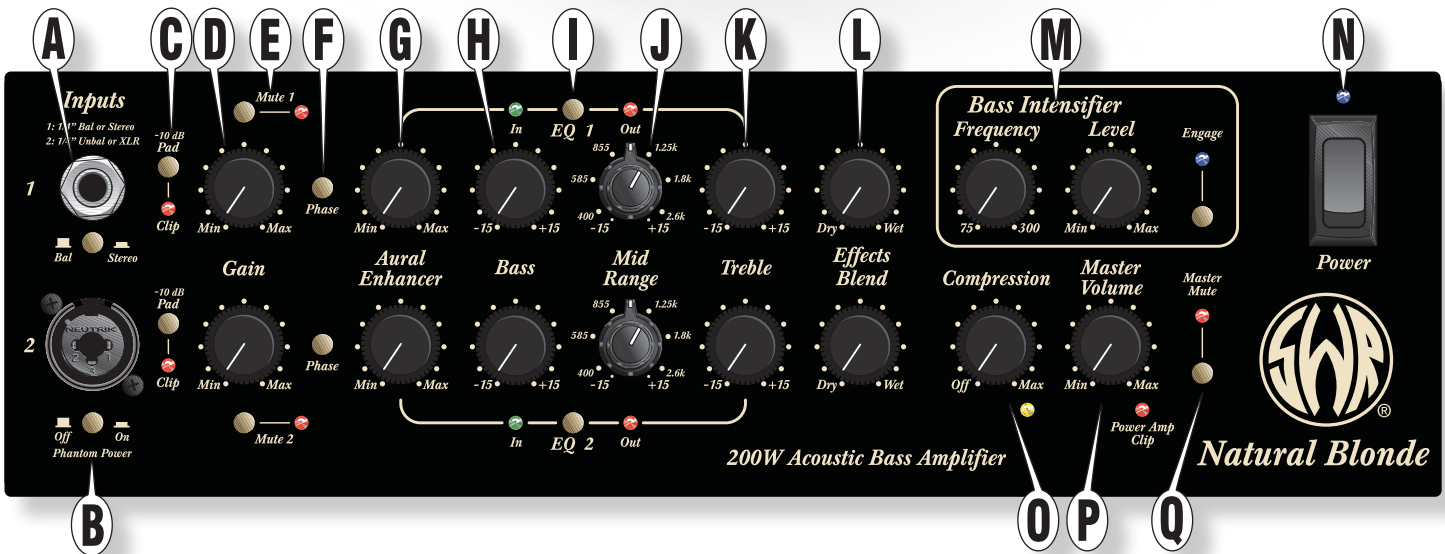 A C D E F G H I J K L M N
Inputs
1: 1/4" Bal or Stereo
2: 1/4" Unbal or XLR
-10 dB
Pad
Mute 1
In EQ 1 Out
Bass Intensifier
Frequency Level Engage
855 1.25k
585 1.8k
400 2.6k
1
Clip
Phase
Min Max Min Max -15 +15 -15 +15 -15 +15 Dry Wet 75 300 Min Max
Bal Stereo
Power
Gain Aural Enhancer Bass Mid Range Treble Effects Blend Compression Master Volume Master Mute
-10 dB
Pad
855 1.25k
585 1.8k
400 2.6k
NEUTRIK
2 1
3
2
Clip
Phase
Min Max Min Max -15 +15 -15 +15 -15 +15 Dry Wet Off Max Min Max
SWR
®
Off On
Phantom Power
Mute 2
In EQ 2 Out
Power Amp
Clip
200W Acoustic Bass Amplifier
Natural Blonde
B O P Q